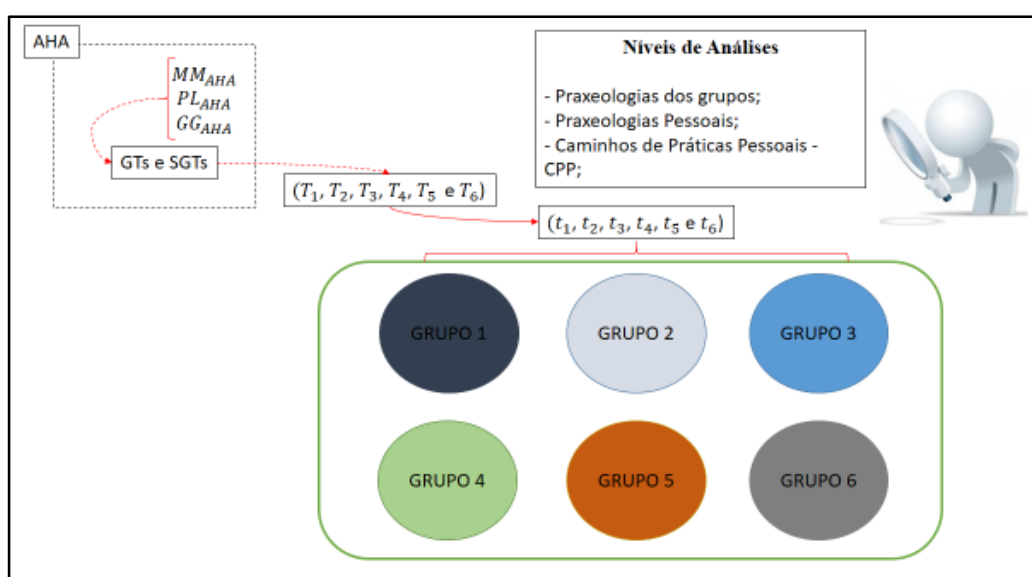 AHA
MM_AHA
PL_AHA
GG_AHA
GTs e SGTs
Níveis de Análises
- Praxeologias dos grupos;
- Praxeologias Pessoais;
- Caminhos de Práticas Pessoais -
CPP;
(T₁, T₂, T₃, T₄, T₅ e T₆)
(t₁, t₂, t₃, t₄, t₅ e t₆)
GRUPO 1
GRUPO 2
GRUPO 3
GRUPO 4
GRUPO 5
GRUPO 6